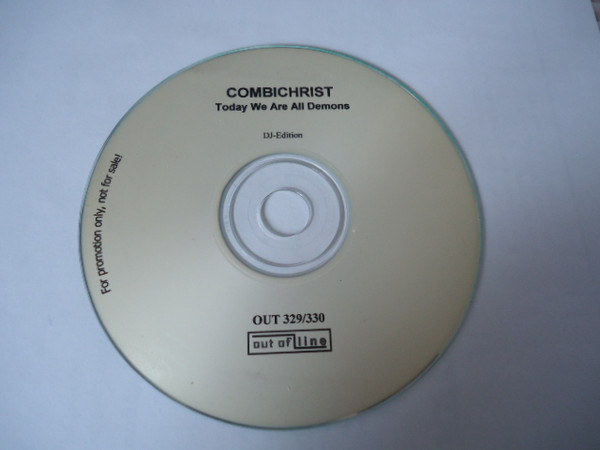 COMBICHRIST
Today We Are All Demons
DJ-Edition
For promotion only, not for sale!
OUT 329/330
out of line